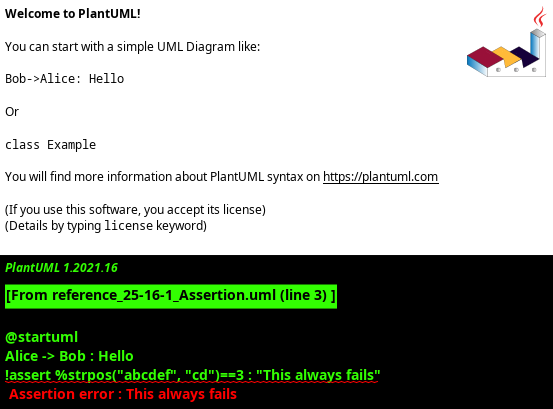 Welcome to PlantUML!
You can start with a simple UML Diagram like:
Bob->Alice: Hello
Or
class Example
You will find more information about PlantUML syntax on https://plantuml.com
(If you use this software, you accept its license)
(Details by typing license keyword)
PlantUML 1.2021.16
[From reference_25-16-1_Assertion.uml (line 3) ]
@startuml
Alice -> Bob : Hello
!assert %strpos("abcdef", "cd")==3 : "This always fails"
Assertion error : This always fails